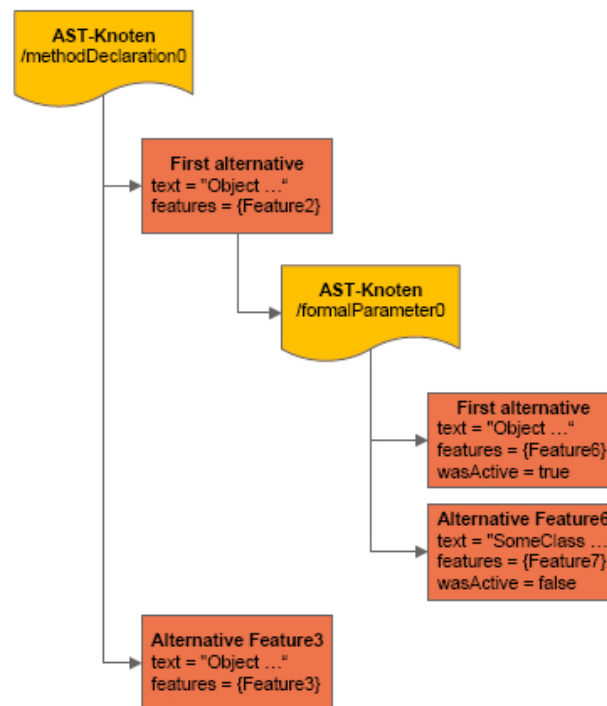 AST-Knoten
/methodDeclaration0
First alternative
text = "Object ...“
features = {Feature2}
AST-Knoten
/formalParameter0
First alternative
text = "Object ...“
features = {Feature6}
wasActive = true
Alternative Feature6
text = "SomeClass ...
features = {Feature7}
wasActive = false
Alternative Feature3
text = "Object ...“
features = {Feature3}